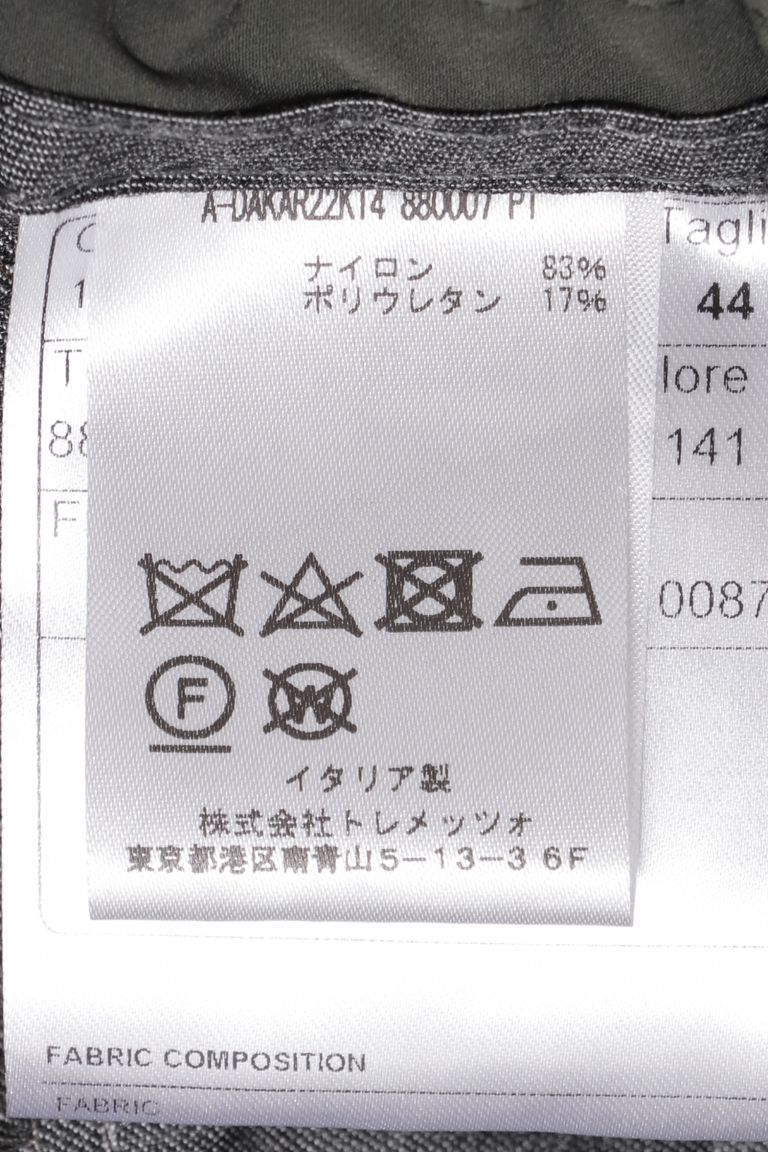 A-DAKAR22K14 880007 P1
ナイロン 83%
ポリウレタン 17%
Tagli
44
lore
141
0087
F
W
イタリア製
株式会社トレメッツォ
東京都港区南青山5-13-3 6F
FABRIC COMPOSITION
FABRIC